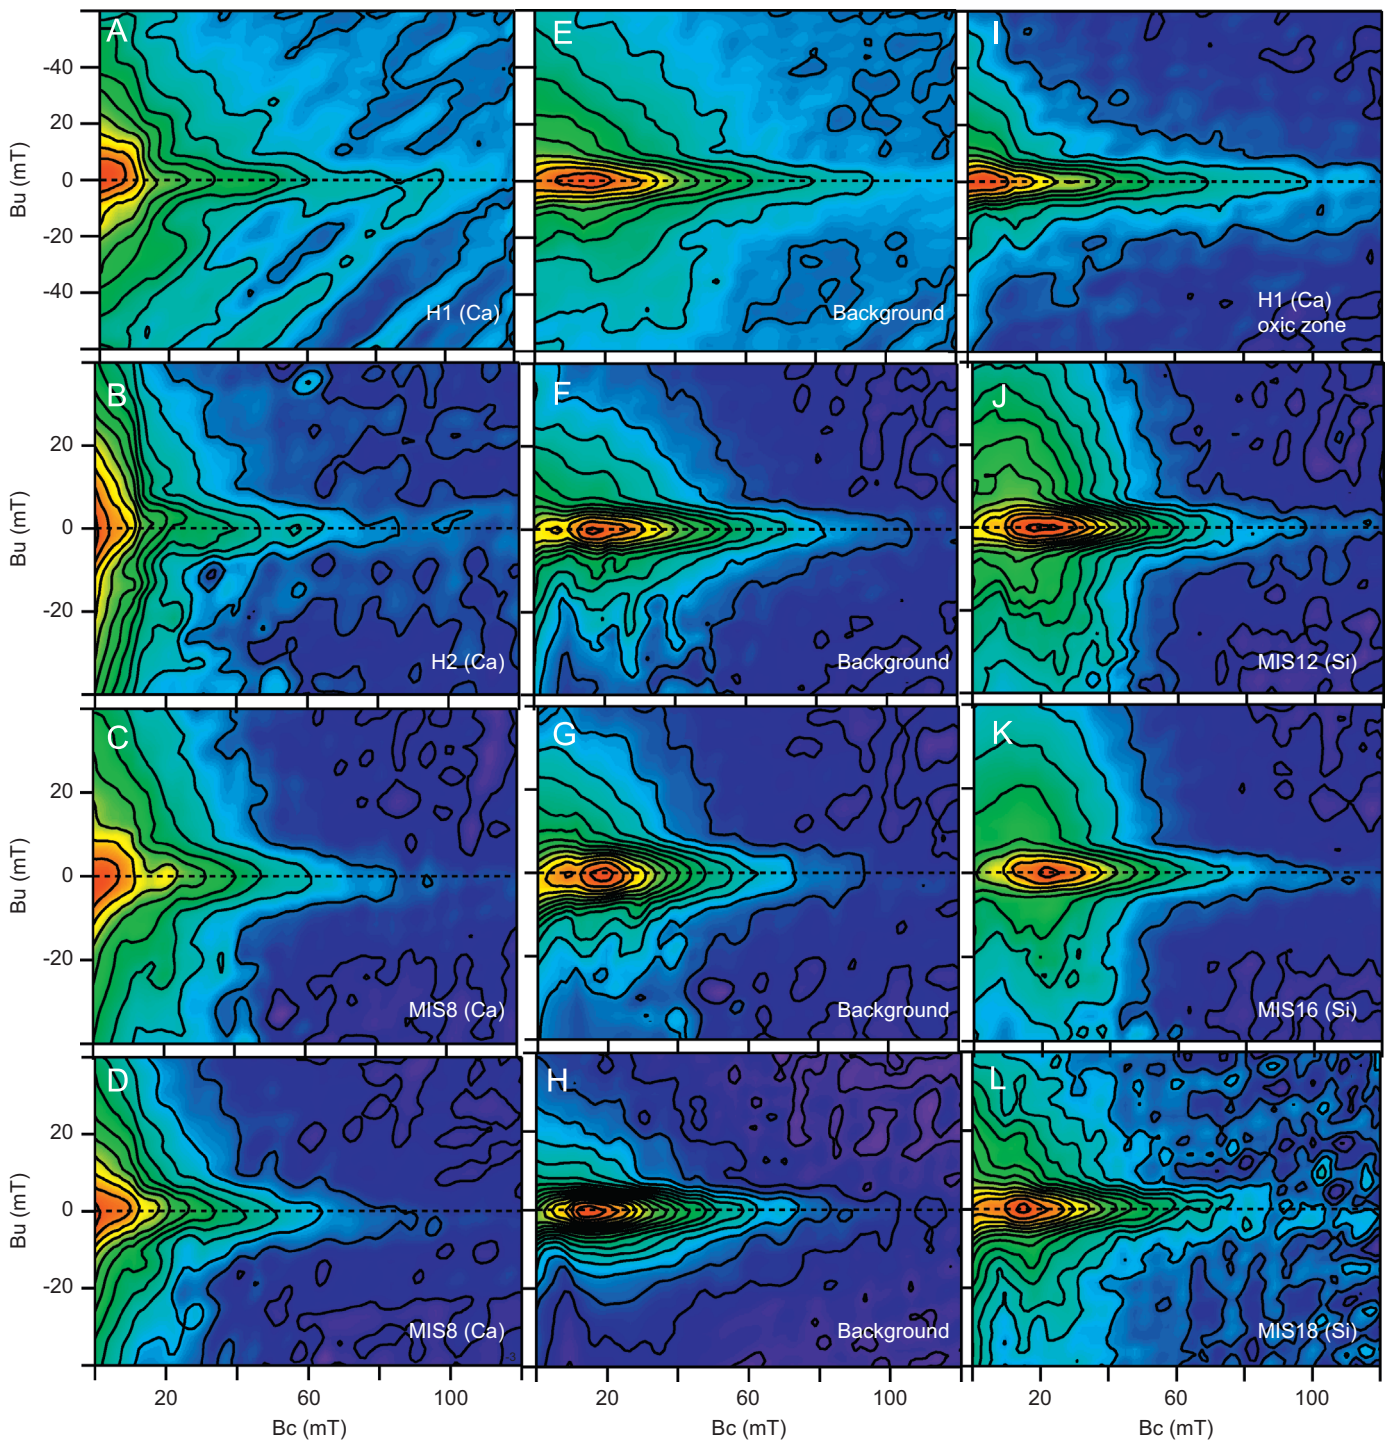 A
E
I
-40
20
0
-20
-40
Bu (mT)
H1 (Ca)
Background
H1 (Ca)
oxic zone
B
F
J
20
0
-20
Bu (mT)
H2 (Ca)
Background
MIS12 (Si)
C
G
K
20
0
-20
Bu (mT)
MIS8 (Ca)
Background
MIS16 (Si)
D
H
L
20
0
-20
Bu (mT)
MIS8 (Ca)
Background
MIS18 (Si)
20 60 100
20 60 100
20 60 100
Bc (mT)
Bc (mT)
Bc (mT)